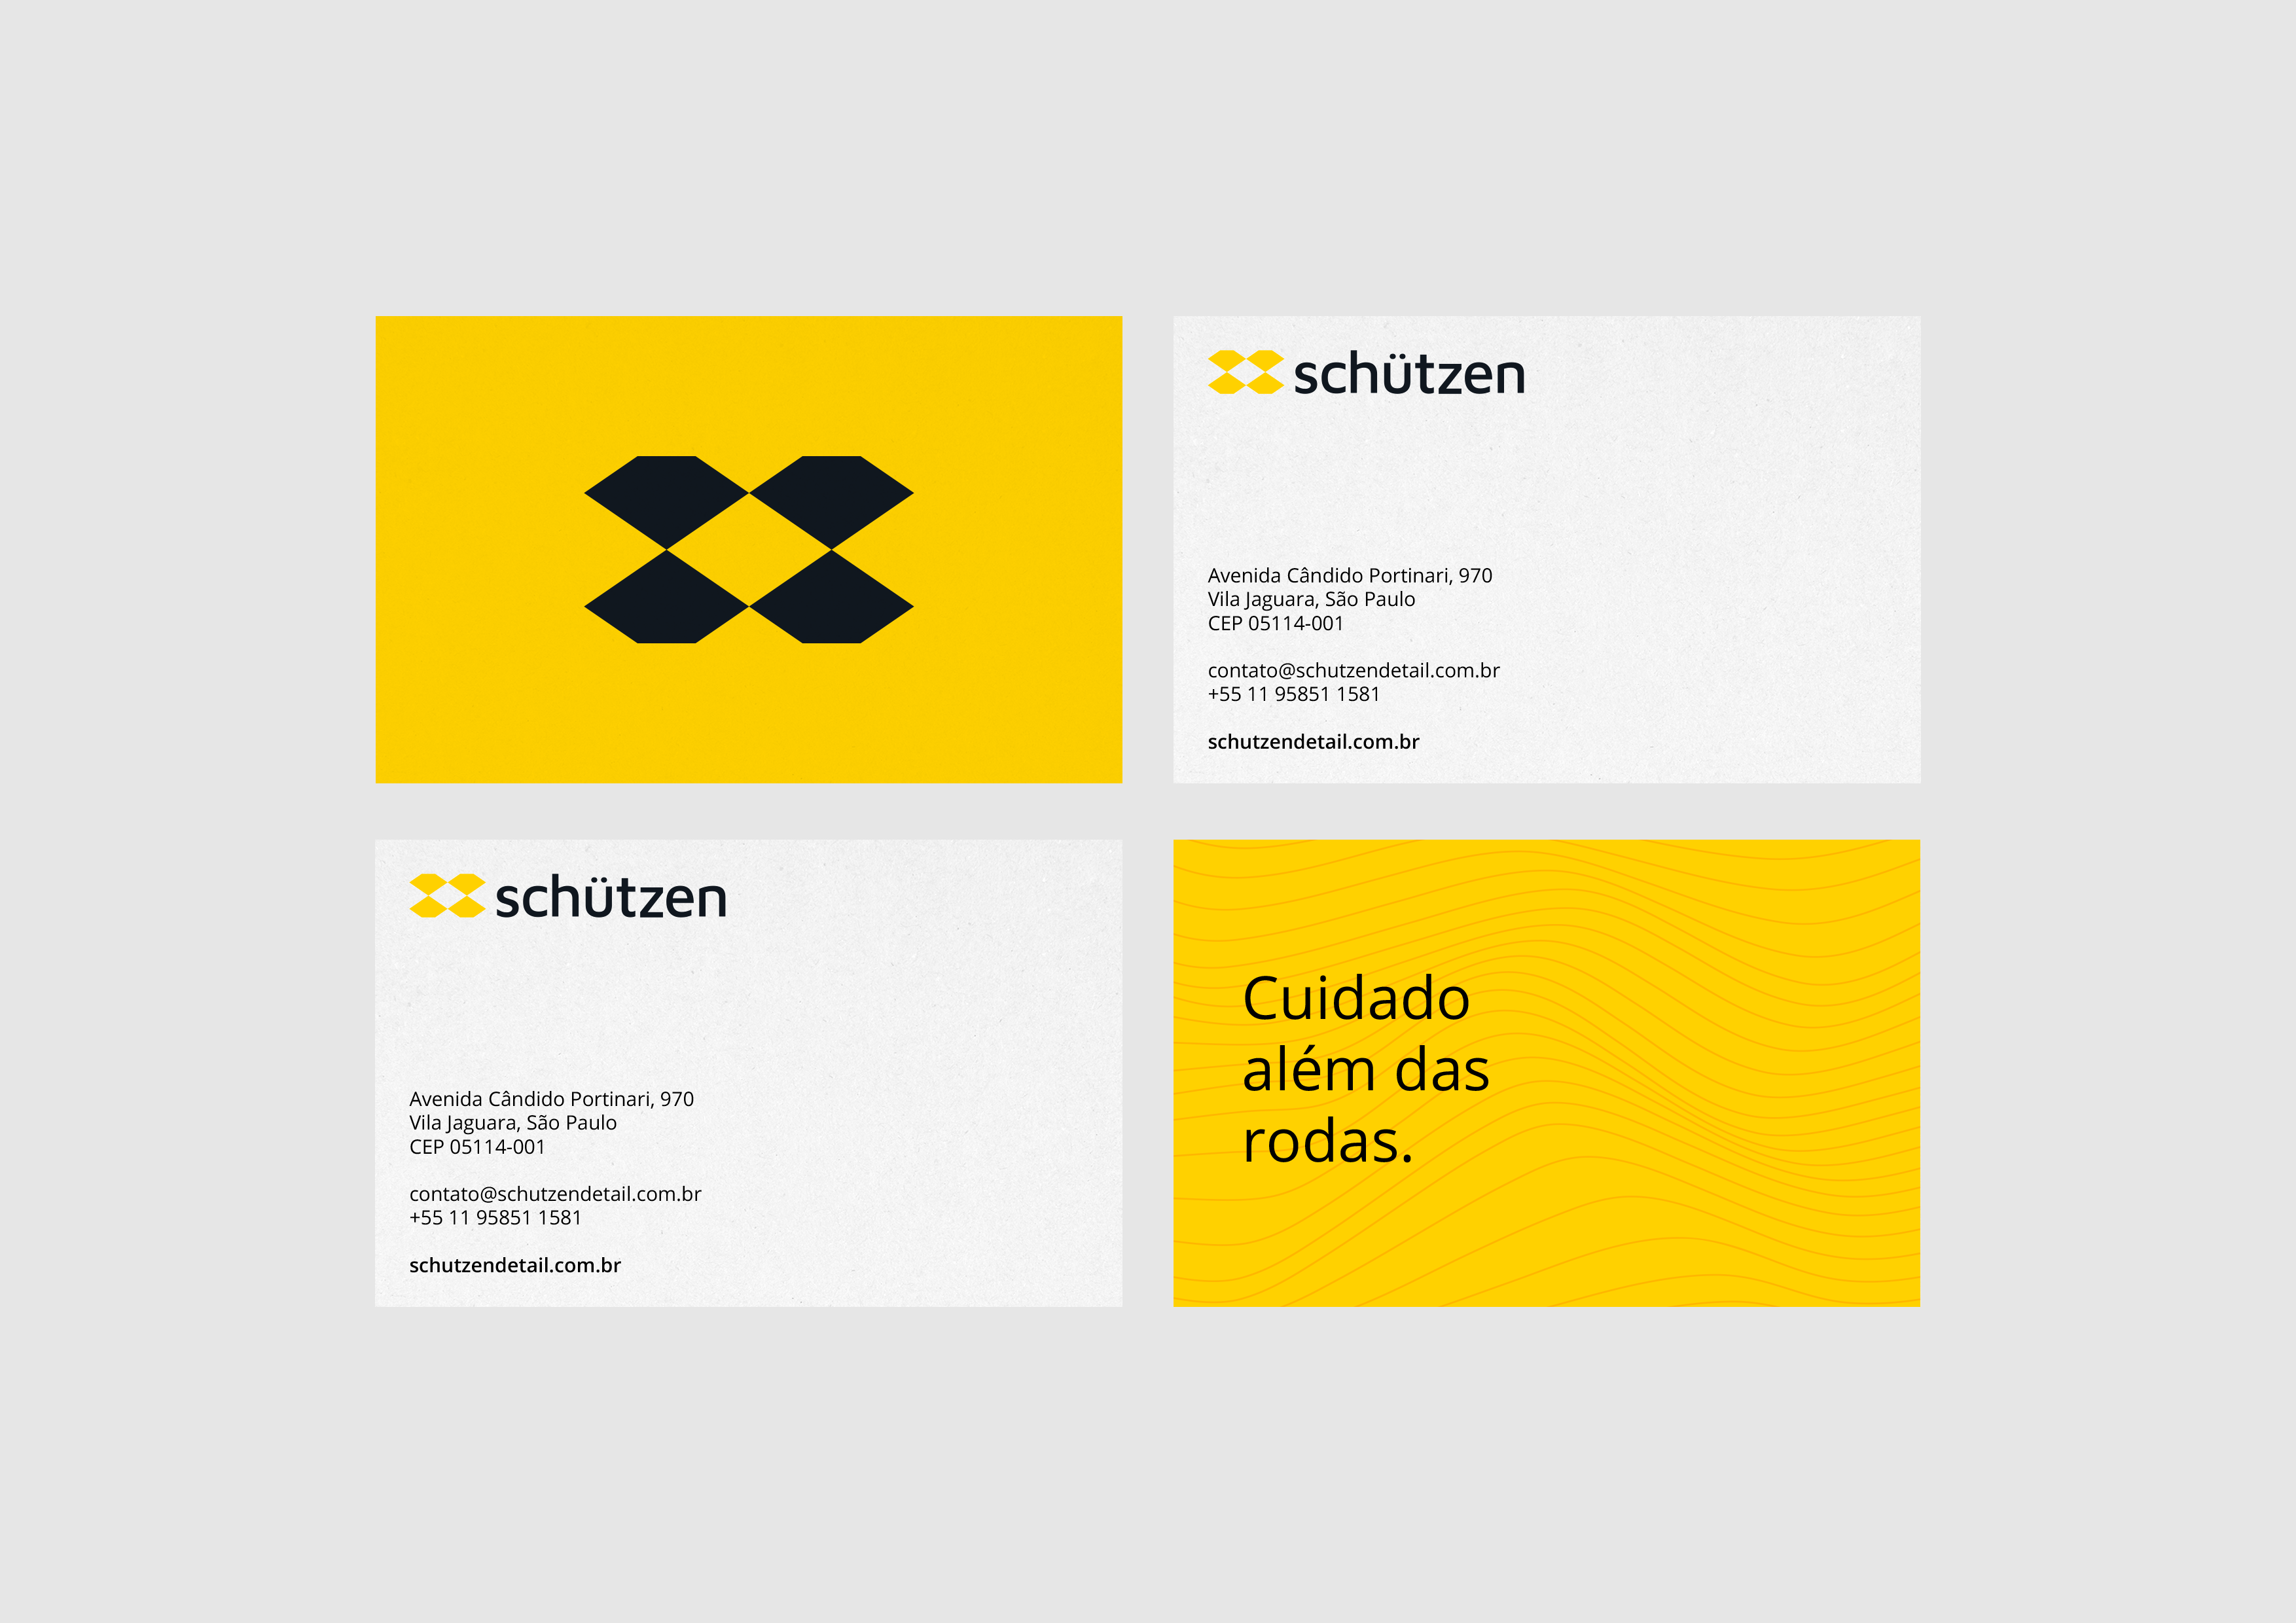 schützen
Avenida Cândido Portinari, 970
Vila Jaguara, São Paulo
CEP 05114-001
contato@schutzendetail.com.br
+55 11 95851 1581
schutzendetail.com.br
schützen
Avenida Cândido Portinari, 970
Vila Jaguara, São Paulo
CEP 05114-001
contato@schutzendetail.com.br
+55 11 95851 1581
schutzendetail.com.br
Cuidado
além das
rodas.